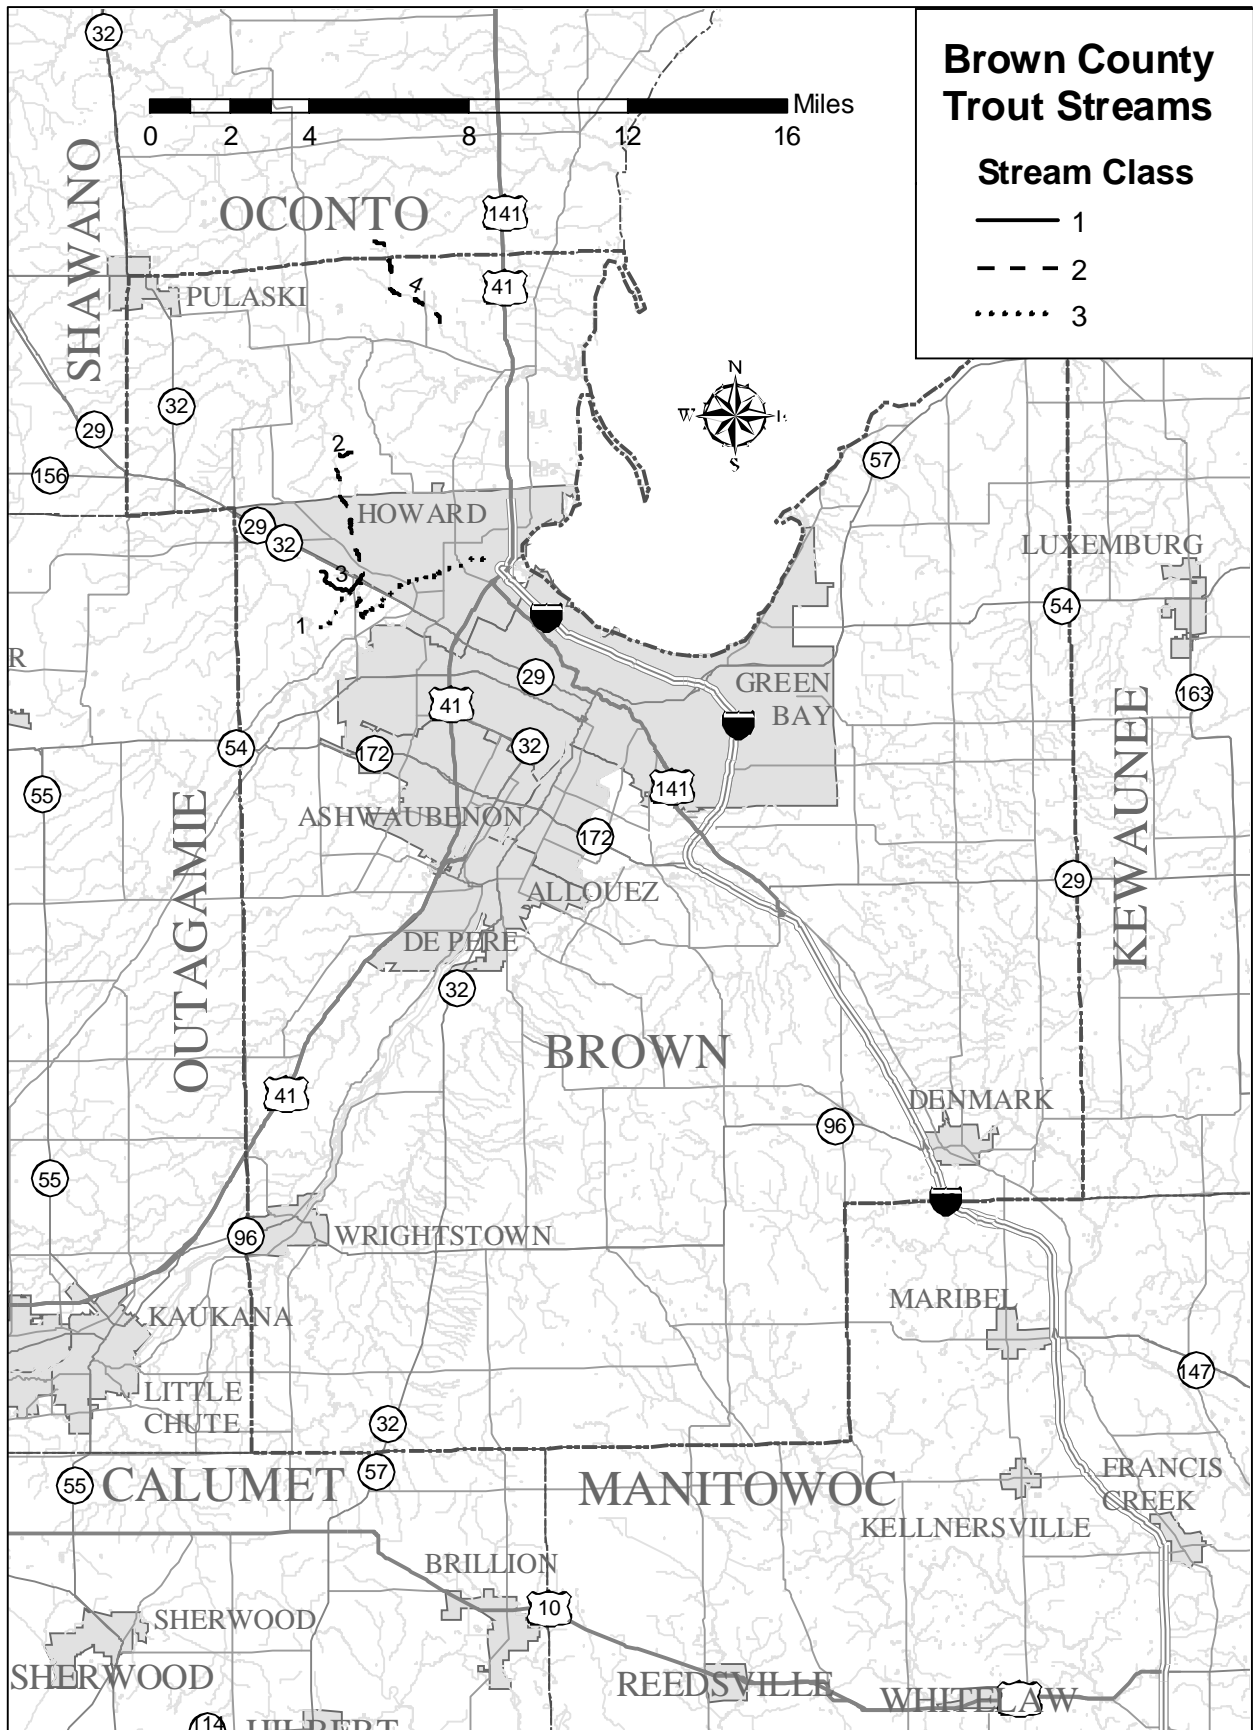 Brown County
Trout Streams
Stream Class
1
2
3
Miles
0 2 4 8 12 16
32
SHAWANO
OCONTO
141
41
PULASKI
4
32
29
156
N
W
S
57
2
HOWARD
29
32
3
1
LUXEMBURG
54
R
29
41
GREEN
BAY
163
54
172
32
141
55
ASHWAUBENON
172
OUTAGAMIE
KEWAUNEE
29
ALLOUEZ
DE PERE
32
BROWN
41
DENMARK
96
55
96
WRIGHTSTOWN
MARIBEL
KAUKANA
147
LITTLE
CHUTE
32
57
55
CALUMET
MANITOWOC
FRANCIS
CREEK
KELLNERSVILLE
BRILLION
10
SHERWOOD
SHERWOOD
REEDSVILLE
WHITELAW
114
HILBERT